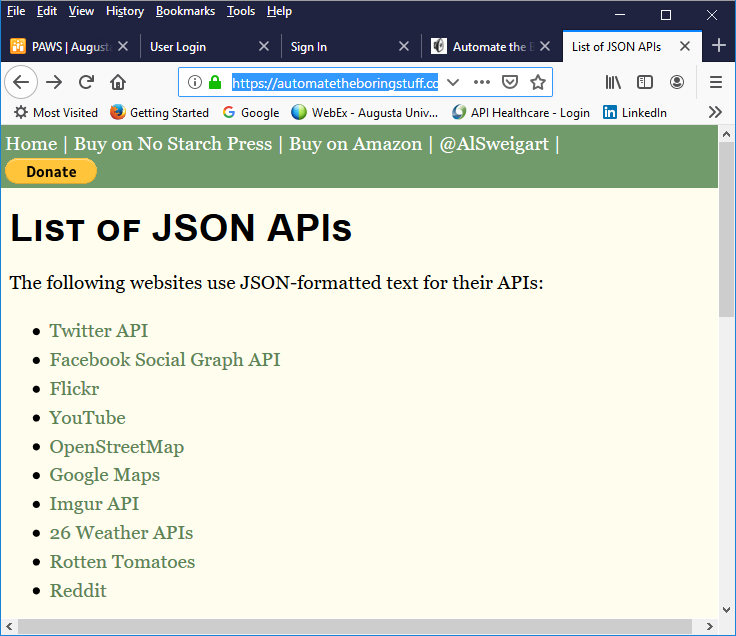 File Edit View History Bookmarks Tools Help
PAWS | Augusta
User Login
Sign In
Automate the B
List of JSON APIs
https://automatetheboringstuff.co
Most Visited Getting Started Google WebEx - Augusta Univ... API Healthcare - Login LinkedIn
Home | Buy on No Starch Press | Buy on Amazon | @AlSweigart |
Donate
List of JSON APIs
The following websites use JSON-formatted text for their APIs:
Twitter API
Facebook Social Graph API
Flickr
YouTube
OpenStreetMap
Google Maps
Imgur API
26 Weather APIs
Rotten Tomatoes
Reddit